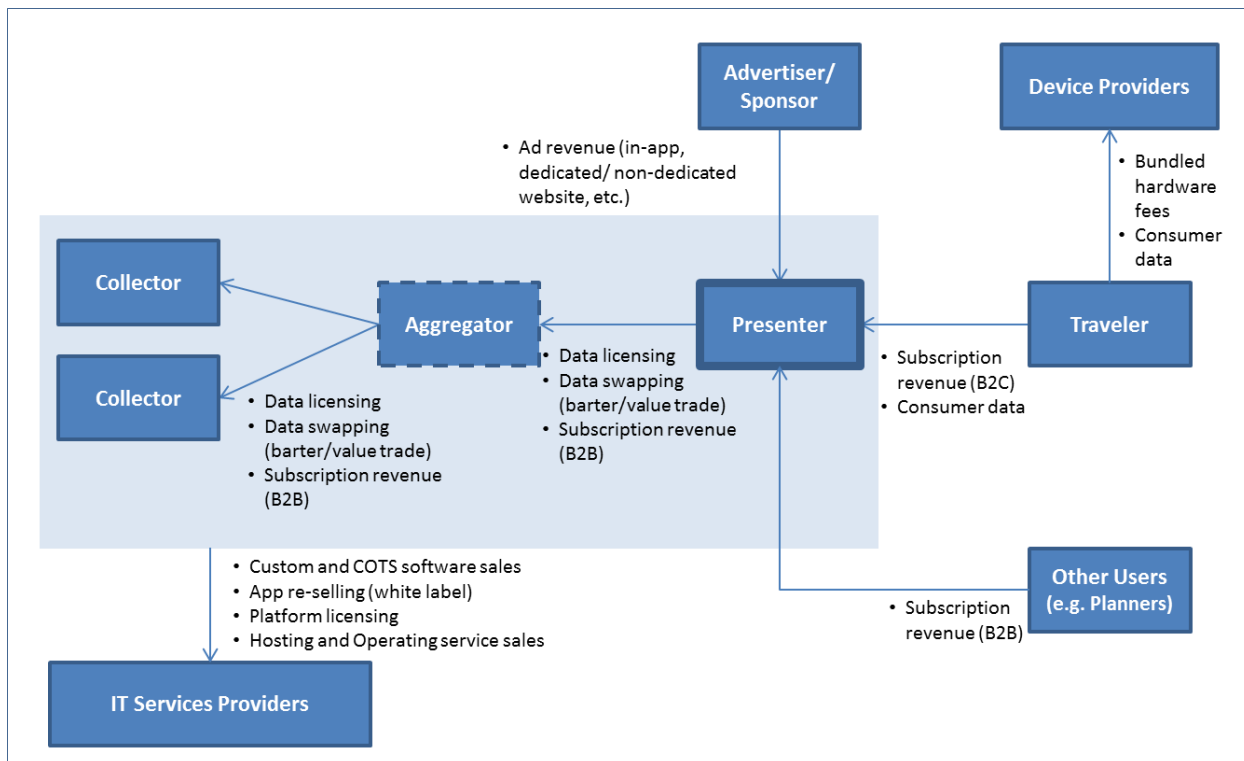 Advertiser/
Sponsor
Device Providers
• Ad revenue (in-app,
dedicated/ non-dedicated
website, etc.)
• Bundled
hardware
fees
• Consumer
data
Collector
Aggregator
Presenter
Traveler
Collector
• Data licensing
• Data swapping
(barter/value trade)
• Subscription revenue
(B2B)
• Data licensing
• Data swapping
(barter/value trade)
• Subscription revenue
(B2B)
• Subscription
revenue (B2C)
• Consumer data
• Custom and COTS software sales
• App re-selling (white label)
• Platform licensing
• Hosting and Operating service sales
Other Users
(e.g. Planners)
• Subscription
revenue (B2B)
IT Services Providers